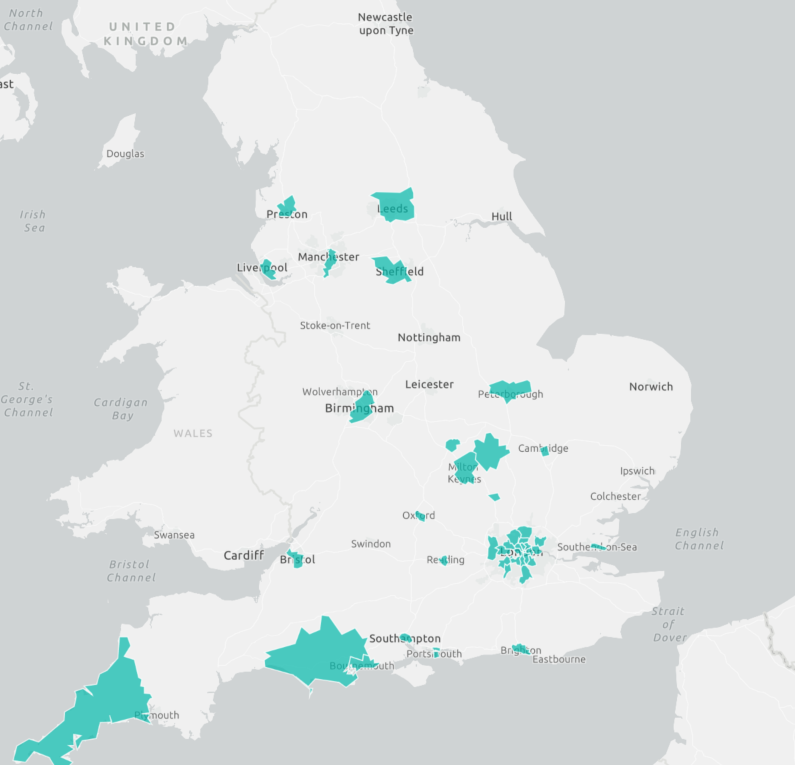 North
Channel
UNITED
KINGDOM
Newcastle
upon Tyne
ast
Douglas
Irish
Sea
Preston
Leeds
Hull
Liverpool
Manchester
Sheffield
Stoke-on-Trent
Nottingham
St.
George's
Channel
Cardigan
Bay
WALES
Wolverhampton
Birmingham
Leicester
Peterborough
Norwich
Milton
Keynes
Cambridge
Ipswich
Colchester
Oxford
Swansea
Cardiff
Bristol
Swindon
Reading
London
Southend-on-Sea
English
Channel
Bristol
Channel
Southampton
Portsmouth
Bournemouth
Brighton
Eastbourne
Strait
of
Dover
Plymouth